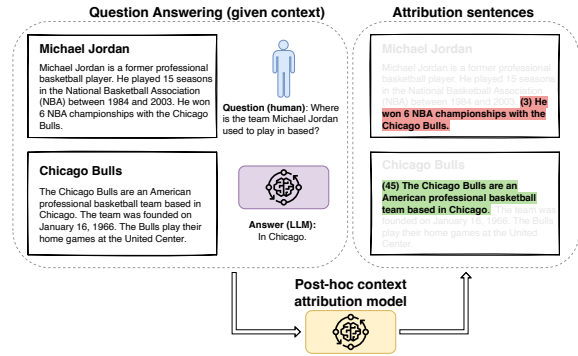 Question Answering (given context)
Michael Jordan
Michael Jordan is a former professional
basketball player. He played 15 seasons
in the National Basketball Association
(NBA) between 1984 and 2003. He won
6 NBA championships with the Chicago
Bulls.
Question (human): Where
is the team Michael Jordan
used to play in based?
Chicago Bulls
The Chicago Bulls are an American
professional basketball team based in
Chicago. The team was founded on
January 16, 1966. The Bulls play their
home games at the United Center.
Answer (LLM):
In Chicago.
Attribution sentences
Michael Jordan
Michael Jordan is a former professional
basketball player. He played 15 seasons
in the National Basketball Association
(NBA) between 1984 and 2003. (3) He
won 6 NBA championships with the
Chicago Bulls.
Chicago Bulls
(45) The Chicago Bulls are an
American professional basketball
team based in Chicago. The team was
founded on January 16, 1966. The Bulls
play their home games at the United
Center.
Post-hoc context
attribution model